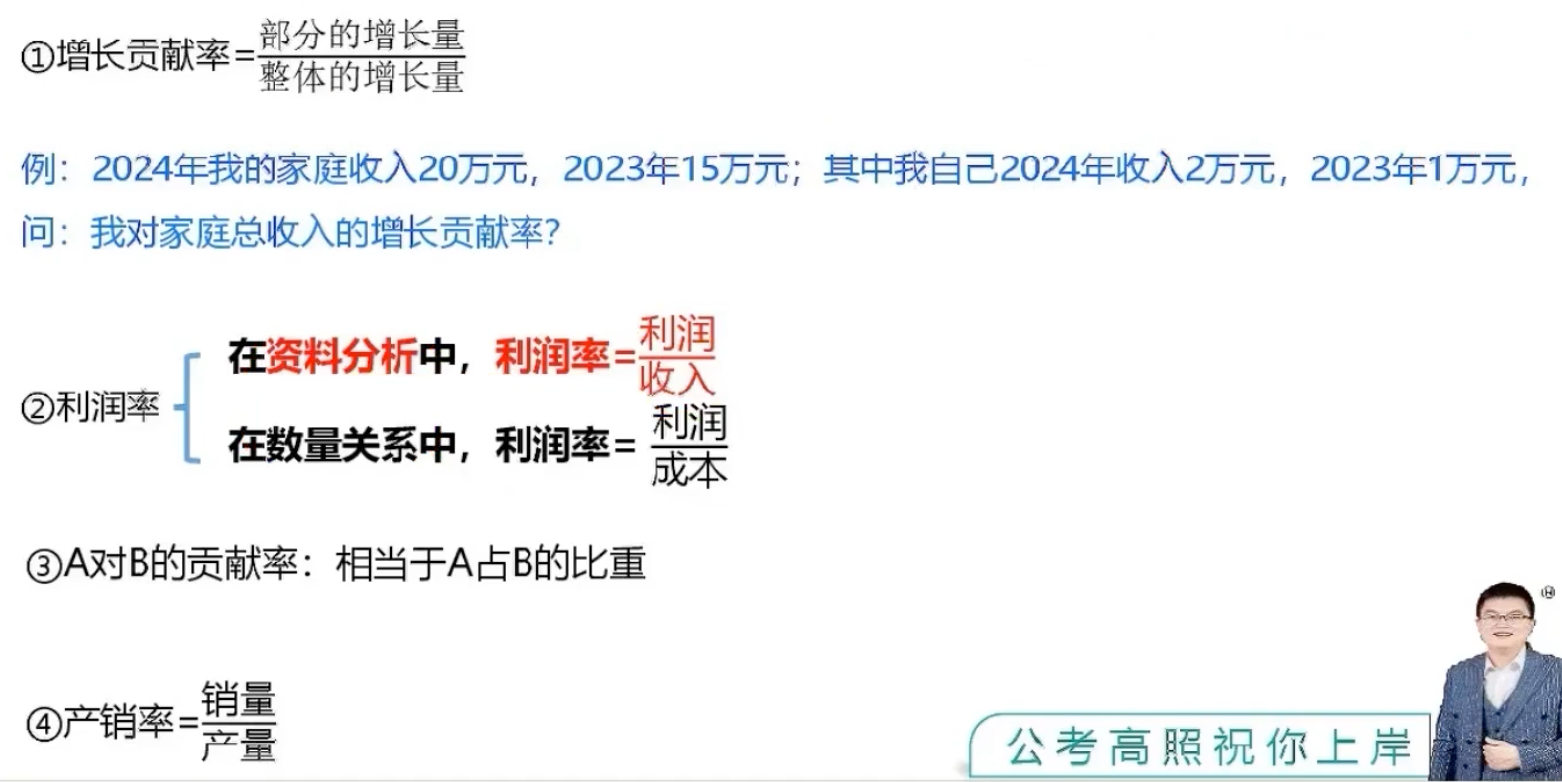 ①增长贡献率=部分的增长量/整体的增长量
例：2024年我的家庭收入20万元，2023年15万元；其中我自己2024年收入2万元，2023年1万元，
问：我对家庭总收入的增长贡献率？
②利润率
在资料分析中，利润率=利润/收入
在数量关系中，利润率=利润/成本
③A对B的贡献率：相当于A占B的比重
④产销率=销量/产量
公考高照祝你上岸